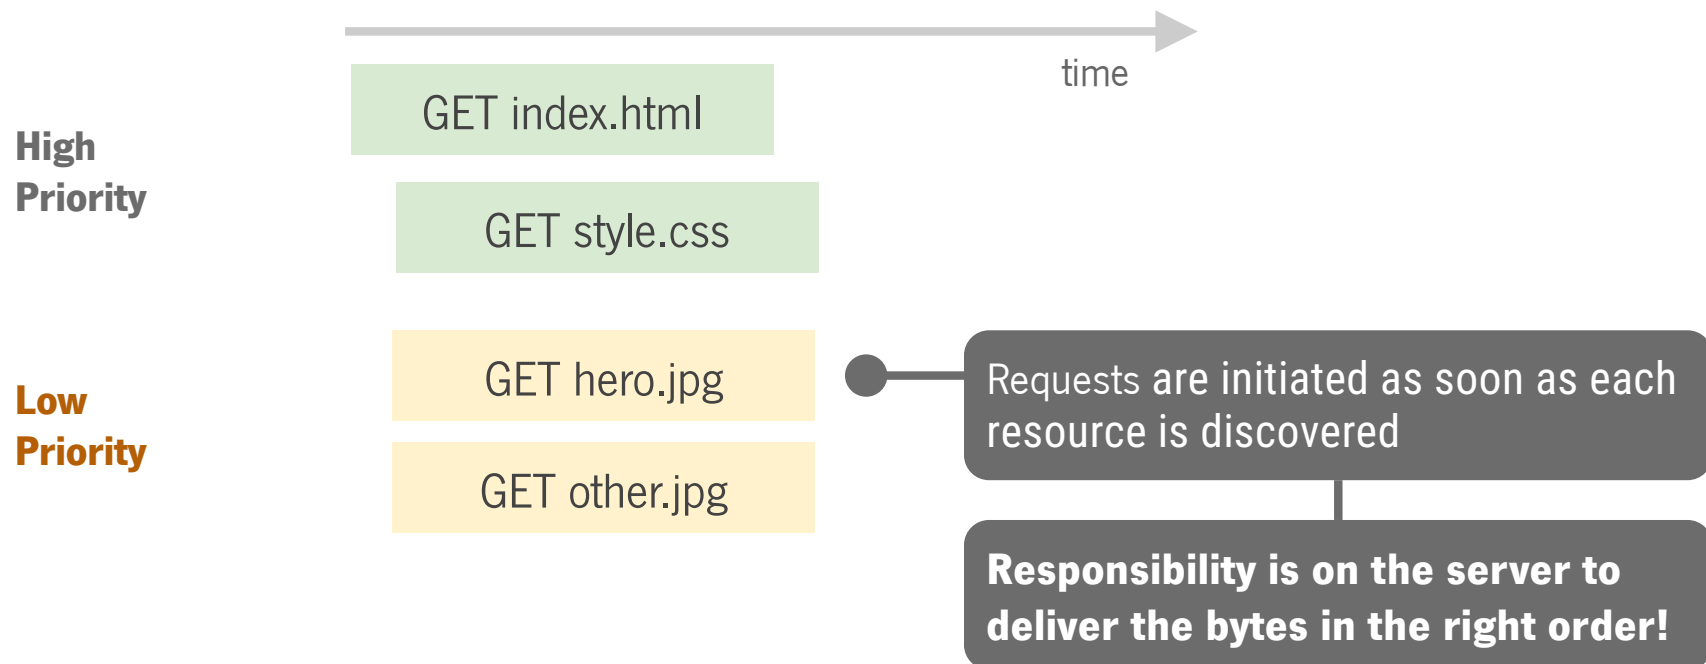 time
High
Priority
GET index.html
GET style.css
Low
Priority
GET hero.jpg
GET other.jpg
Requests are initiated as soon as each
resource is discovered
Responsibility is on the server to
deliver the bytes in the right order!